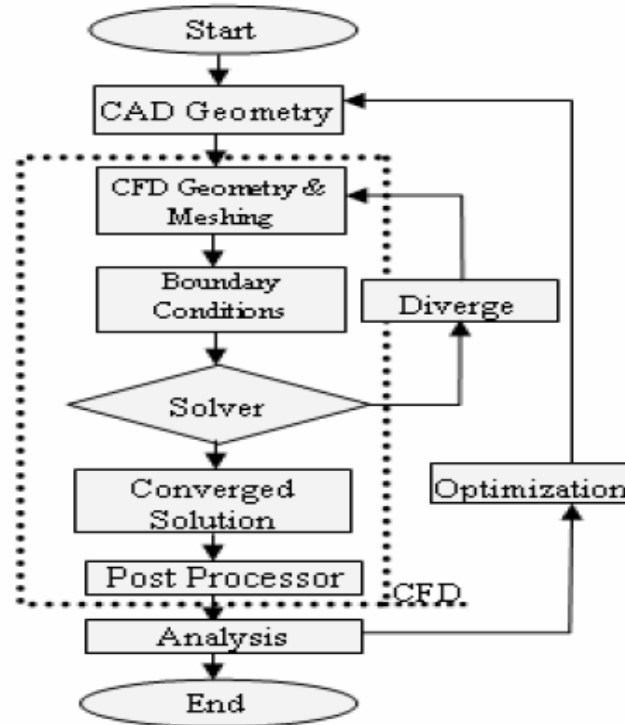 Start
CAD Geometry
CFD Geometry &
Meshing
Boundary
Conditions
Diverge
Solver
Converged
Solution
Optimization
Post Processor
CFD
Analysis
End